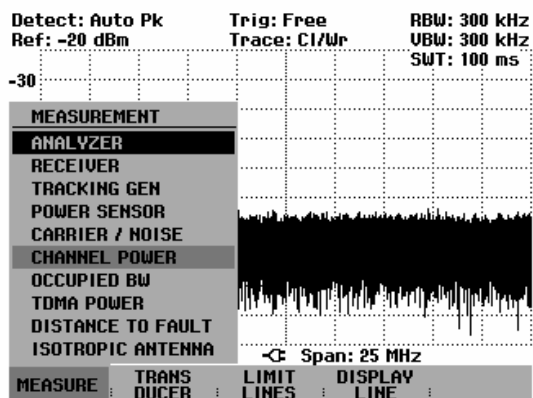 Detect: Auto Pk Trig: Free RBW: 300 kHz
Ref: -20 dBm Trace: Cl/Wr VBW: 300 kHz
SWT: 100 ms
-30
MEASUREMENT
ANALYZER
RECEIVER
TRACKING GEN
POWER SENSOR
CARRIER / NOISE
CHANNEL POWER
OCCUPIED BW
TDMA POWER
DISTANCE TO FAULT
ISOTROPIC ANTENNA
Span: 25 MHz
MEASURE TRANS DUCER LIMIT LINES DISPLAY LINE